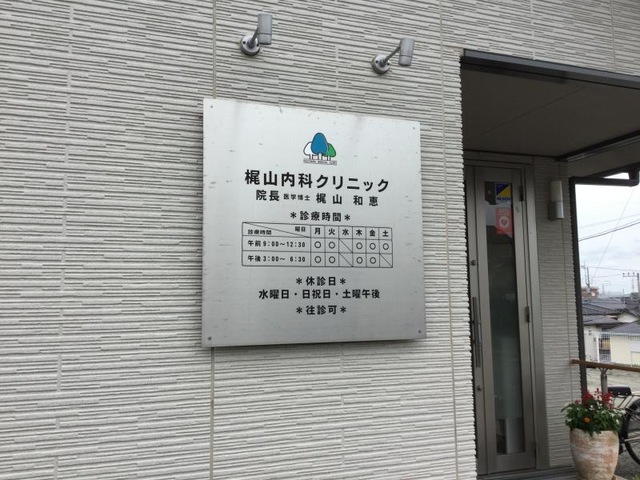 梶山内科クリニック
院長 医学博士 梶山 和恵
＊診療時間＊
診療時間 曜日 月 火 水 木 金 土
午前 9:00～12:30 ○ ○ ＼ ○ ○ ○
午後 3:00～ 6:30 ○ ○ ＼ ○ ○ ＼
＊休診日＊
水曜日・日祝日・土曜午後
＊往診可＊